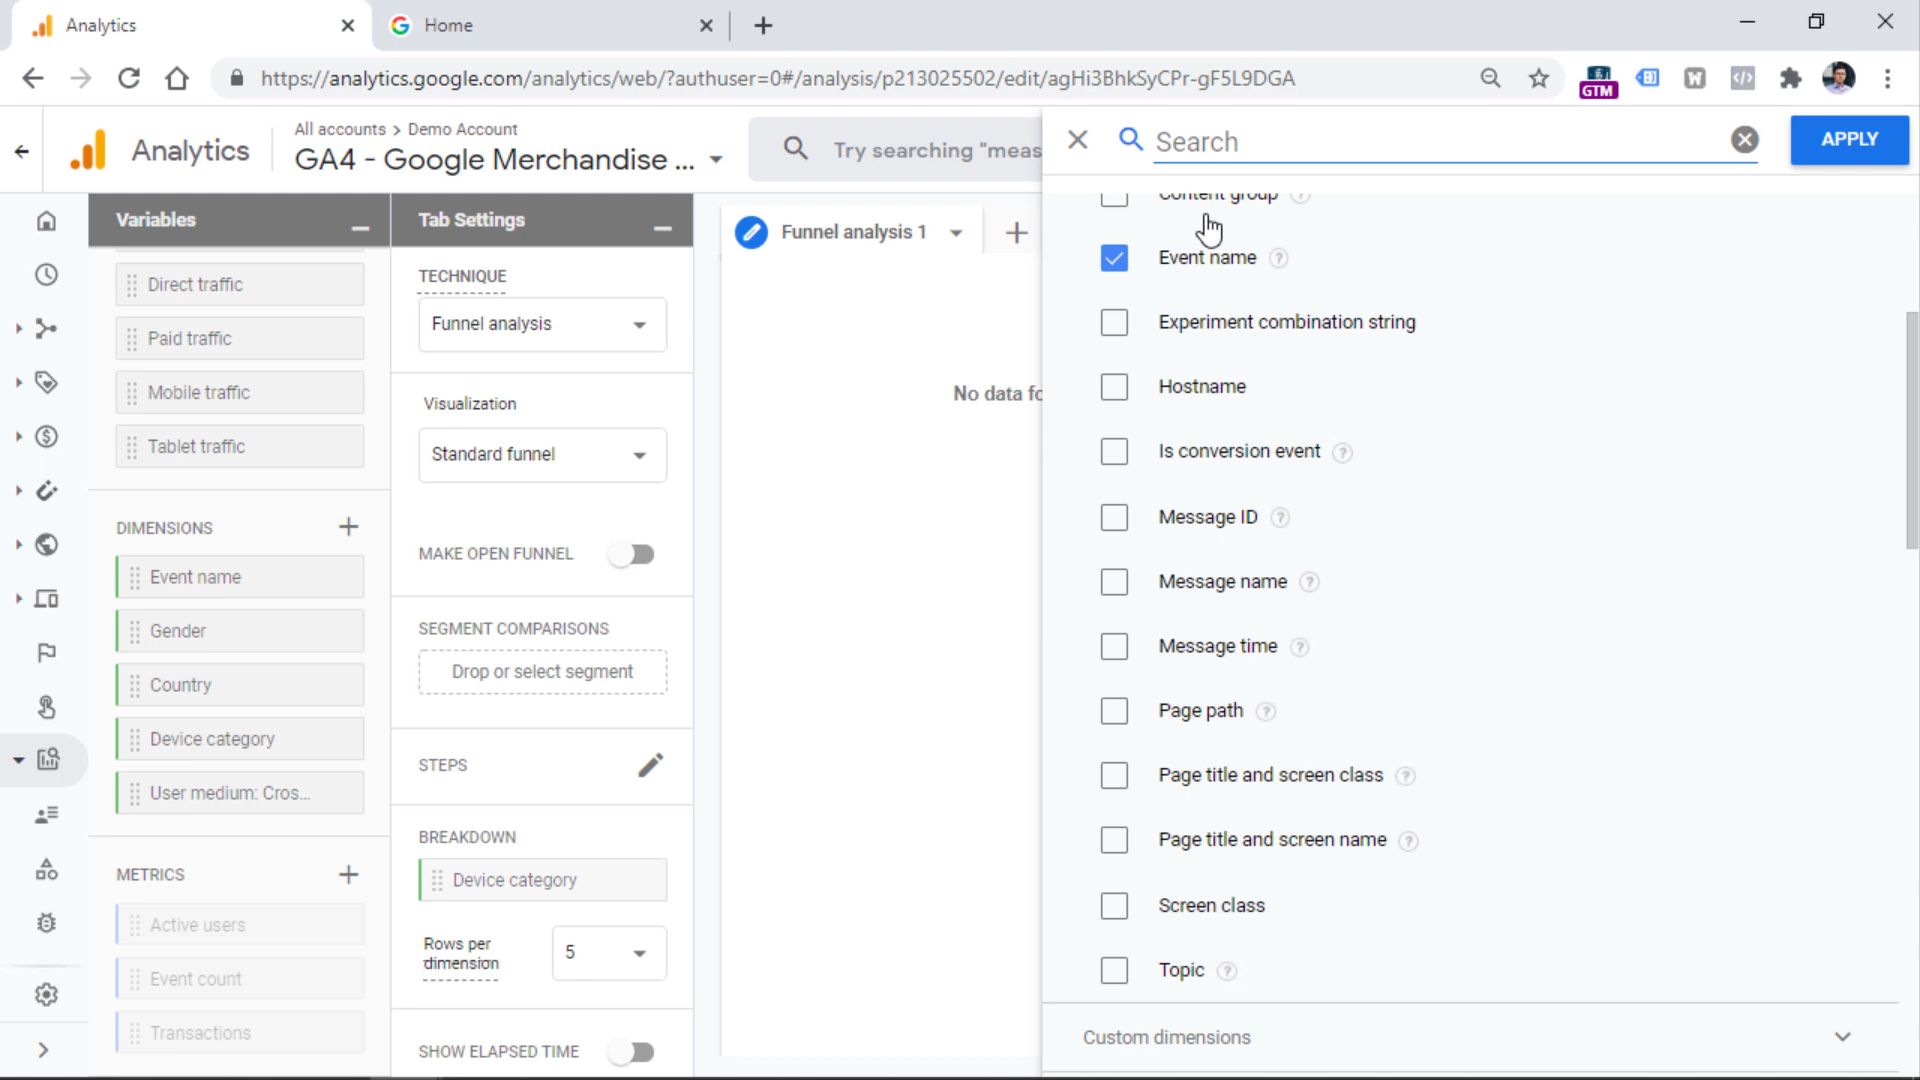 Analytics
Home
https://analytics.google.com/analytics/web/?authuser=0#/analysis/p213025502/edit/agHi3BhkSyCPr-gF5L9DGA
GTM
W
Analytics
All accounts > Demo Account
GA4 - Google Merchandise ...
Try searching "meas
Search
APPLY
Variables
Direct traffic
Paid traffic
Mobile traffic
Tablet traffic
DIMENSIONS
Event name
Gender
Country
Device category
User medium: Cros...
METRICS
Active users
Event count
Transactions
Tab Settings
TECHNIQUE
Funnel analysis
Visualization
Standard funnel
MAKE OPEN FUNNEL
SEGMENT COMPARISONS
Drop or select segment
STEPS
BREAKDOWN
Device category
Rows per
dimension
5
SHOW ELAPSED TIME
Funnel analysis 1
No data fo
Content group
Event name
Experiment combination string
Hostname
Is conversion event
Message ID
Message name
Message time
Page path
Page title and screen class
Page title and screen name
Screen class
Topic
Custom dimensions